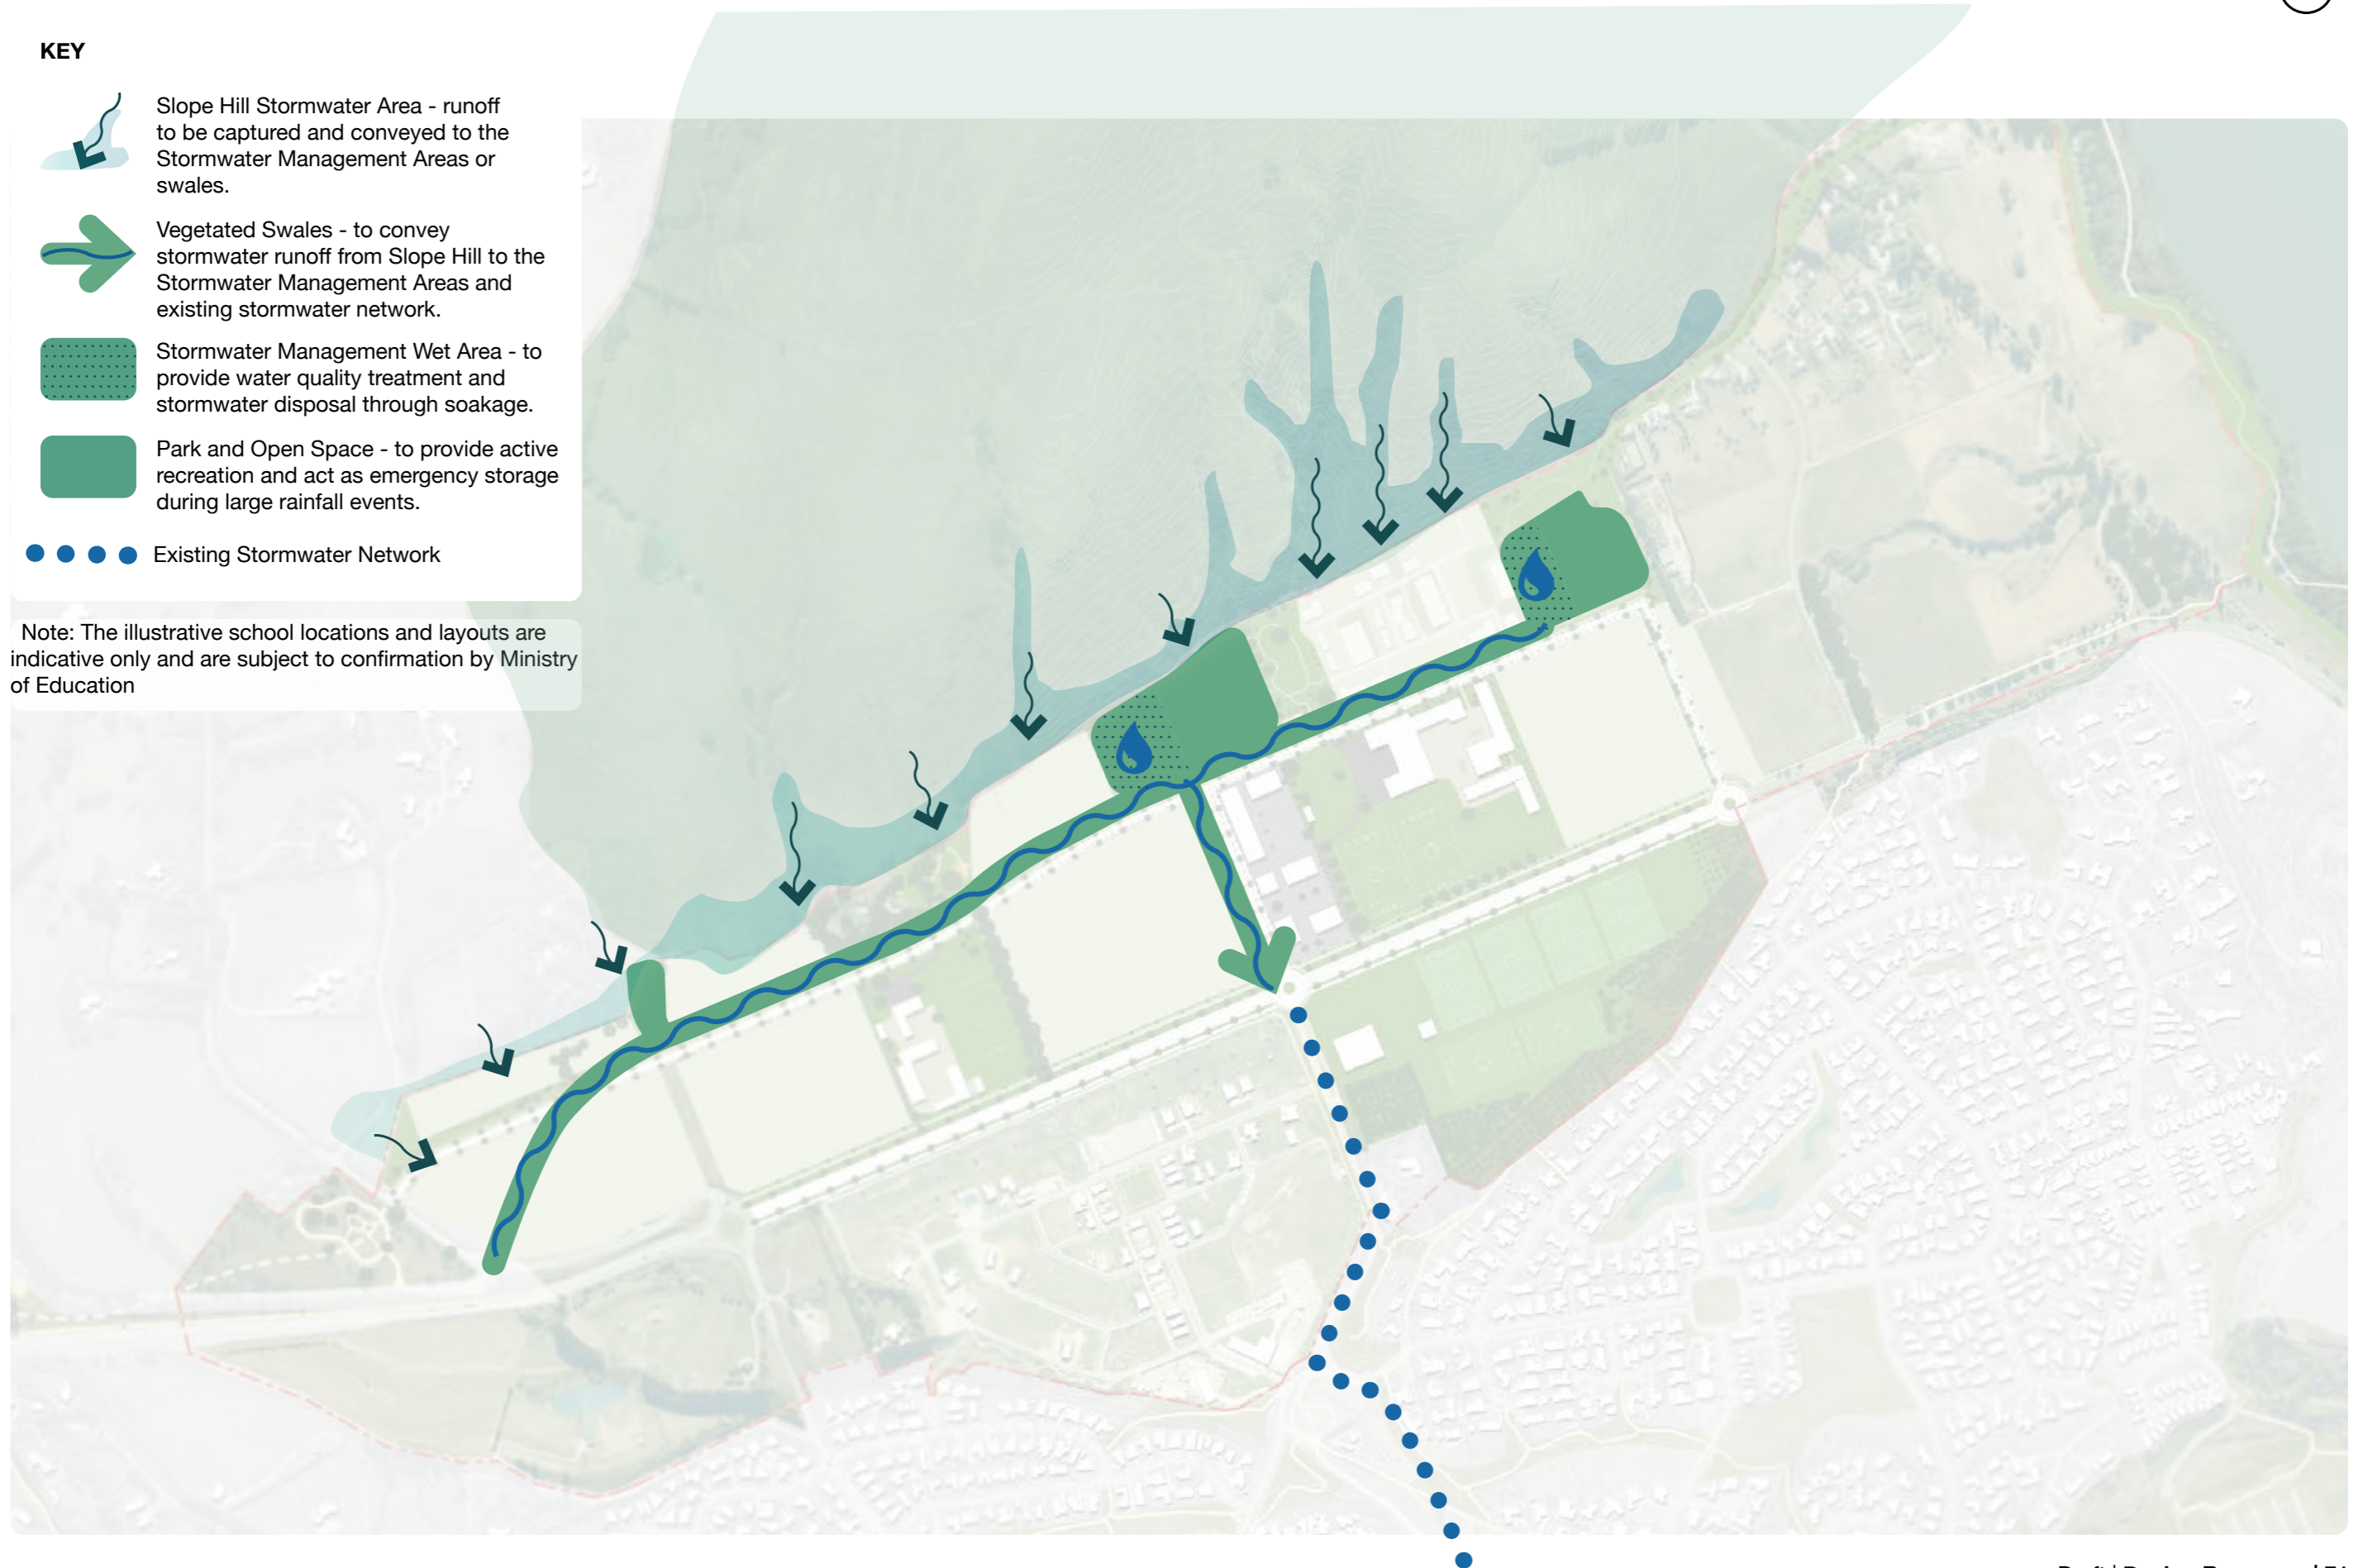 KEY
Slope Hill Stormwater Area - runoff
to be captured and conveyed to the
Stormwater Management Areas or
swales.
Vegetated Swales - to convey
stormwater runoff from Slope Hill to the
Stormwater Management Areas and
existing stormwater network.
Stormwater Management Wet Area - to
provide water quality treatment and
stormwater disposal through soakage.
Park and Open Space - to provide active
recreation and act as emergency storage
during large rainfall events.
Existing Stormwater Network
Note: The illustrative school locations and layouts are
indicative only and are subject to confirmation by Ministry
of Education